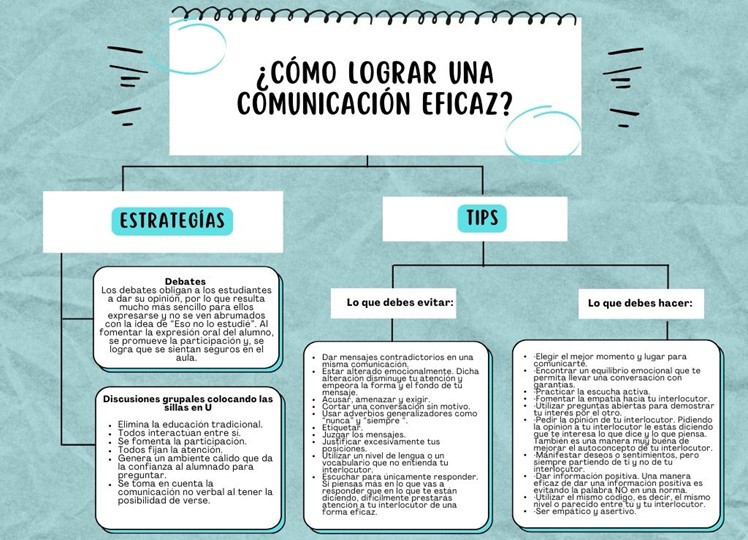 ¿CÓMO LOGRAR UNA
COMUNICACIÓN EFICAZ?
ESTRATEGÍAS
TIPS
Debates
Los debates obligan a los estudiantes
a dar su opinión, por lo que resulta
mucho más sencillo para ellos
expresarse y no se ven abrumados
con la idea de "Eso no lo estudié". Al
fomentar la expresión oral del alumno,
se promueve la participación y, se
logra que se sientan seguros en el
aula.
Discusiones grupales colocando las
sillas en U
• Elimina la educación tradicional.
• Todos interactúan entre sí.
• Se fomenta la participación.
• Todos fijan la atención.
• Genera un ambiente cálido que da
la confianza al alumnado para
preguntar.
• Se toma en cuenta la
comunicación no verbal al tener la
posibilidad de verse.
Lo que debes evitar:
• Dar mensajes contradictorios en una
misma comunicación.
• Estar alterado emocionalmente. Dicha
alteración disminuye tu atención y
empeora la forma y el fondo de tu
mensaje.
• Acusar, amenazar y exigir.
• Cortar una conversación sin motivo.
• Usar adverbios generalizadores como
"nunca" y "siempre ".
• Etiquetar.
• Juzgar los mensajes.
• Justificar excesivamente tus
posiciones.
• Utilizar un nivel de lengua o un
vocabulario que no entienda tu
interlocutor.
• Escuchar para únicamente responder.
Si piensas más en lo que vas a
responder que en lo que te están
diciendo, difícilmente prestarás
atención a tu interlocutor de una
forma eficaz.
Lo que debes hacer:
• ·Elegir el mejor momento y lugar para
comunicarte.
• ·Encontrar un equilibrio emocional que te
permita llevar una conversación con
garantías.
• ·Practicar la escucha activa.
• ·Fomentar la empatía hacia tu interlocutor.
• ·Utilizar preguntas abiertas para demostrar
tu interés por el otro.
• ·Pedir la opinión de tu interlocutor. Pidiendo
la opinión a tu interlocutor le estás diciendo
que te interesa lo que dice y lo que piensa.
También es una manera muy buena de
mejorar el autoconcepto de tu interlocutor.
• ·Manifestar deseos o sentimientos, pero
siempre partiendo de ti y no de tu
interlocutor.
• ·Dar información positiva. Una manera
eficaz de dar una información positiva es
evitando la palabra NO en una norma.
• ·Utilizar el mismo código, es decir, el mismo
nivel o parecido entre tú y tu interlocutor.
• ·Ser empático y asertivo.